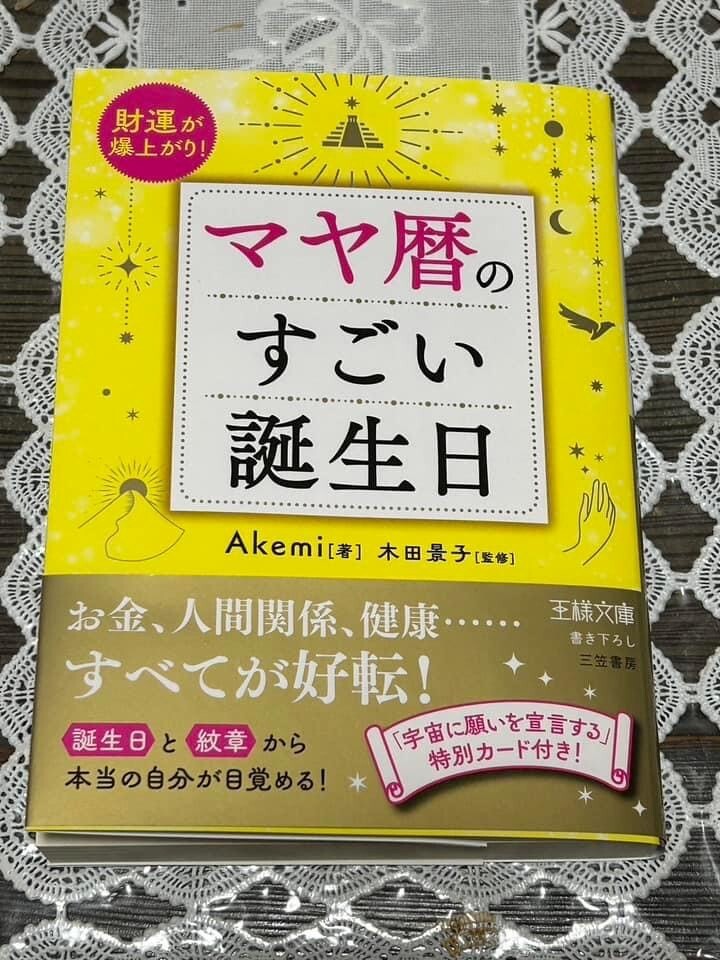 財運が
爆上がり!
マヤ暦の
すごい
誕生日
Akemi[著] 木田景子[監修]
お金、人間関係、健康……
すべてが好転!
王様文庫
書き下ろし
三笠書房
誕生日と紋章から
本当の自分が目覚める!
「宇宙に願いを宣言する」
特別カード付き!